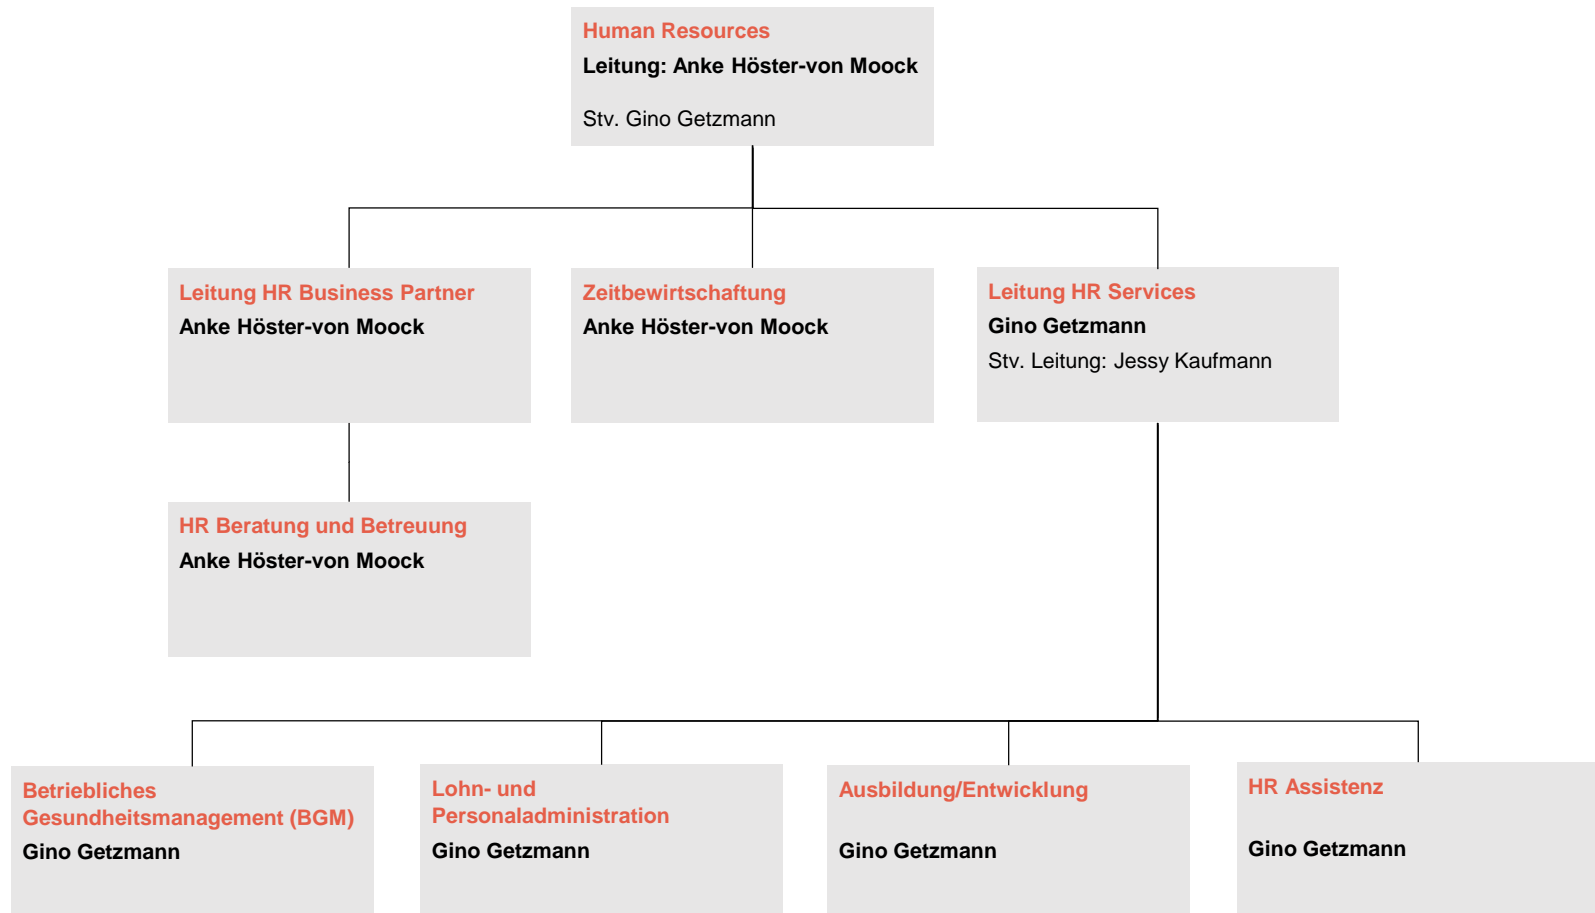 Human Resources
Leitung: Anke Höster-von Moock
Stv. Gino Getzmann
Leitung HR Business Partner
Anke Höster-von Moock
Zeitbewirtschaftung
Anke Höster-von Moock
Leitung HR Services
Gino Getzmann
Stv. Leitung: Jessy Kaufmann
HR Beratung und Betreuung
Anke Höster-von Moock
Betriebliches
Gesundheitsmanagement (BGM)
Gino Getzmann
Lohn- und
Personaladministration
Gino Getzmann
Ausbildung/Entwicklung
Gino Getzmann
HR Assistenz
Gino Getzmann